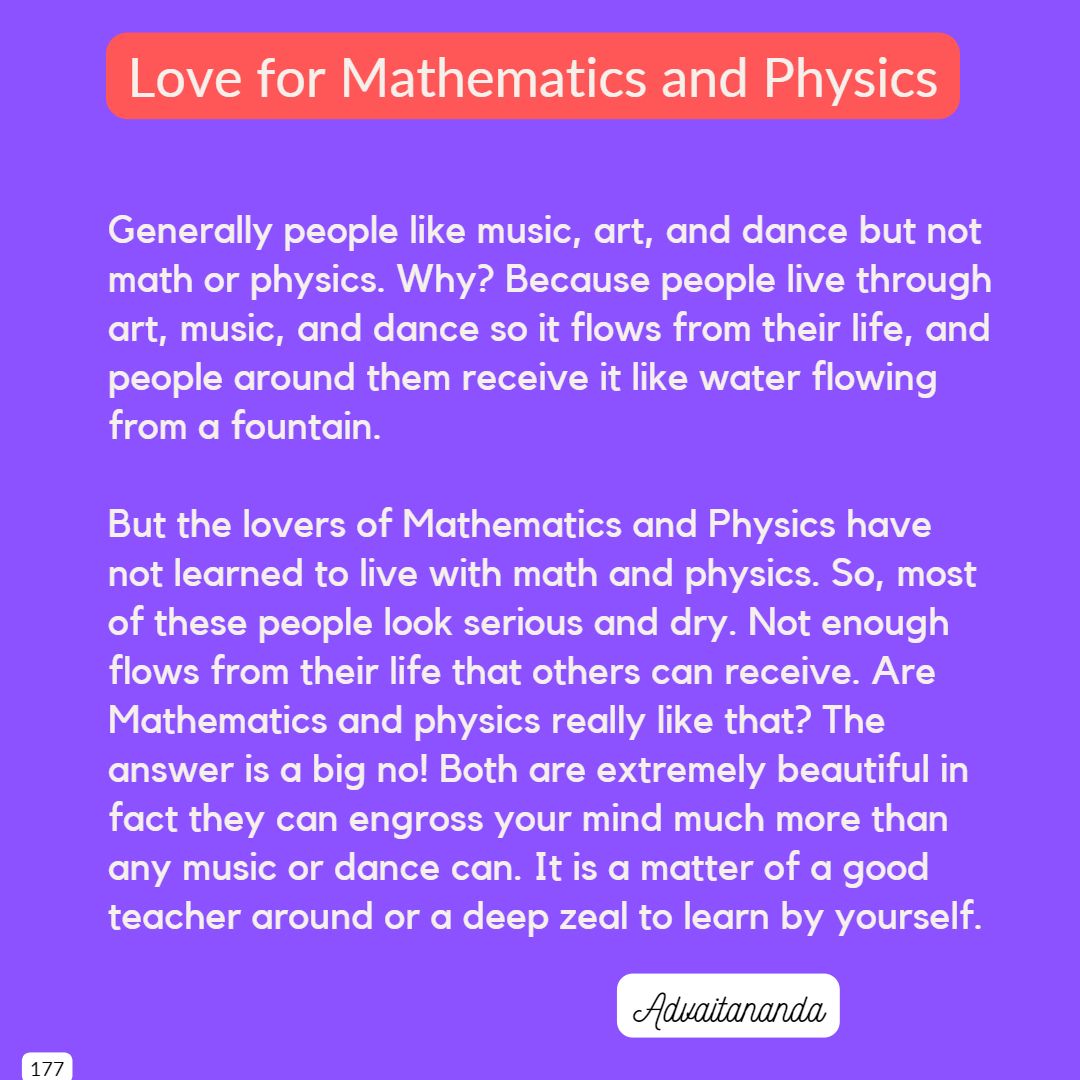 Love for Mathematics and Physics
Generally people like music, art, and dance but not
math or physics. Why? Because people live through
art, music, and dance so it flows from their life, and
people around them receive it like water flowing
from a fountain.
But the lovers of Mathematics and Physics have
not learned to live with math and physics. So, most
of these people look serious and dry. Not enough
flows from their life that others can receive. Are
Mathematics and physics really like that? The
answer is a big no! Both are extremely beautiful in
fact they can engross your mind much more than
any music or dance can. It is a matter of a good
teacher around or a deep zeal to learn by yourself.
Advaitananda
177